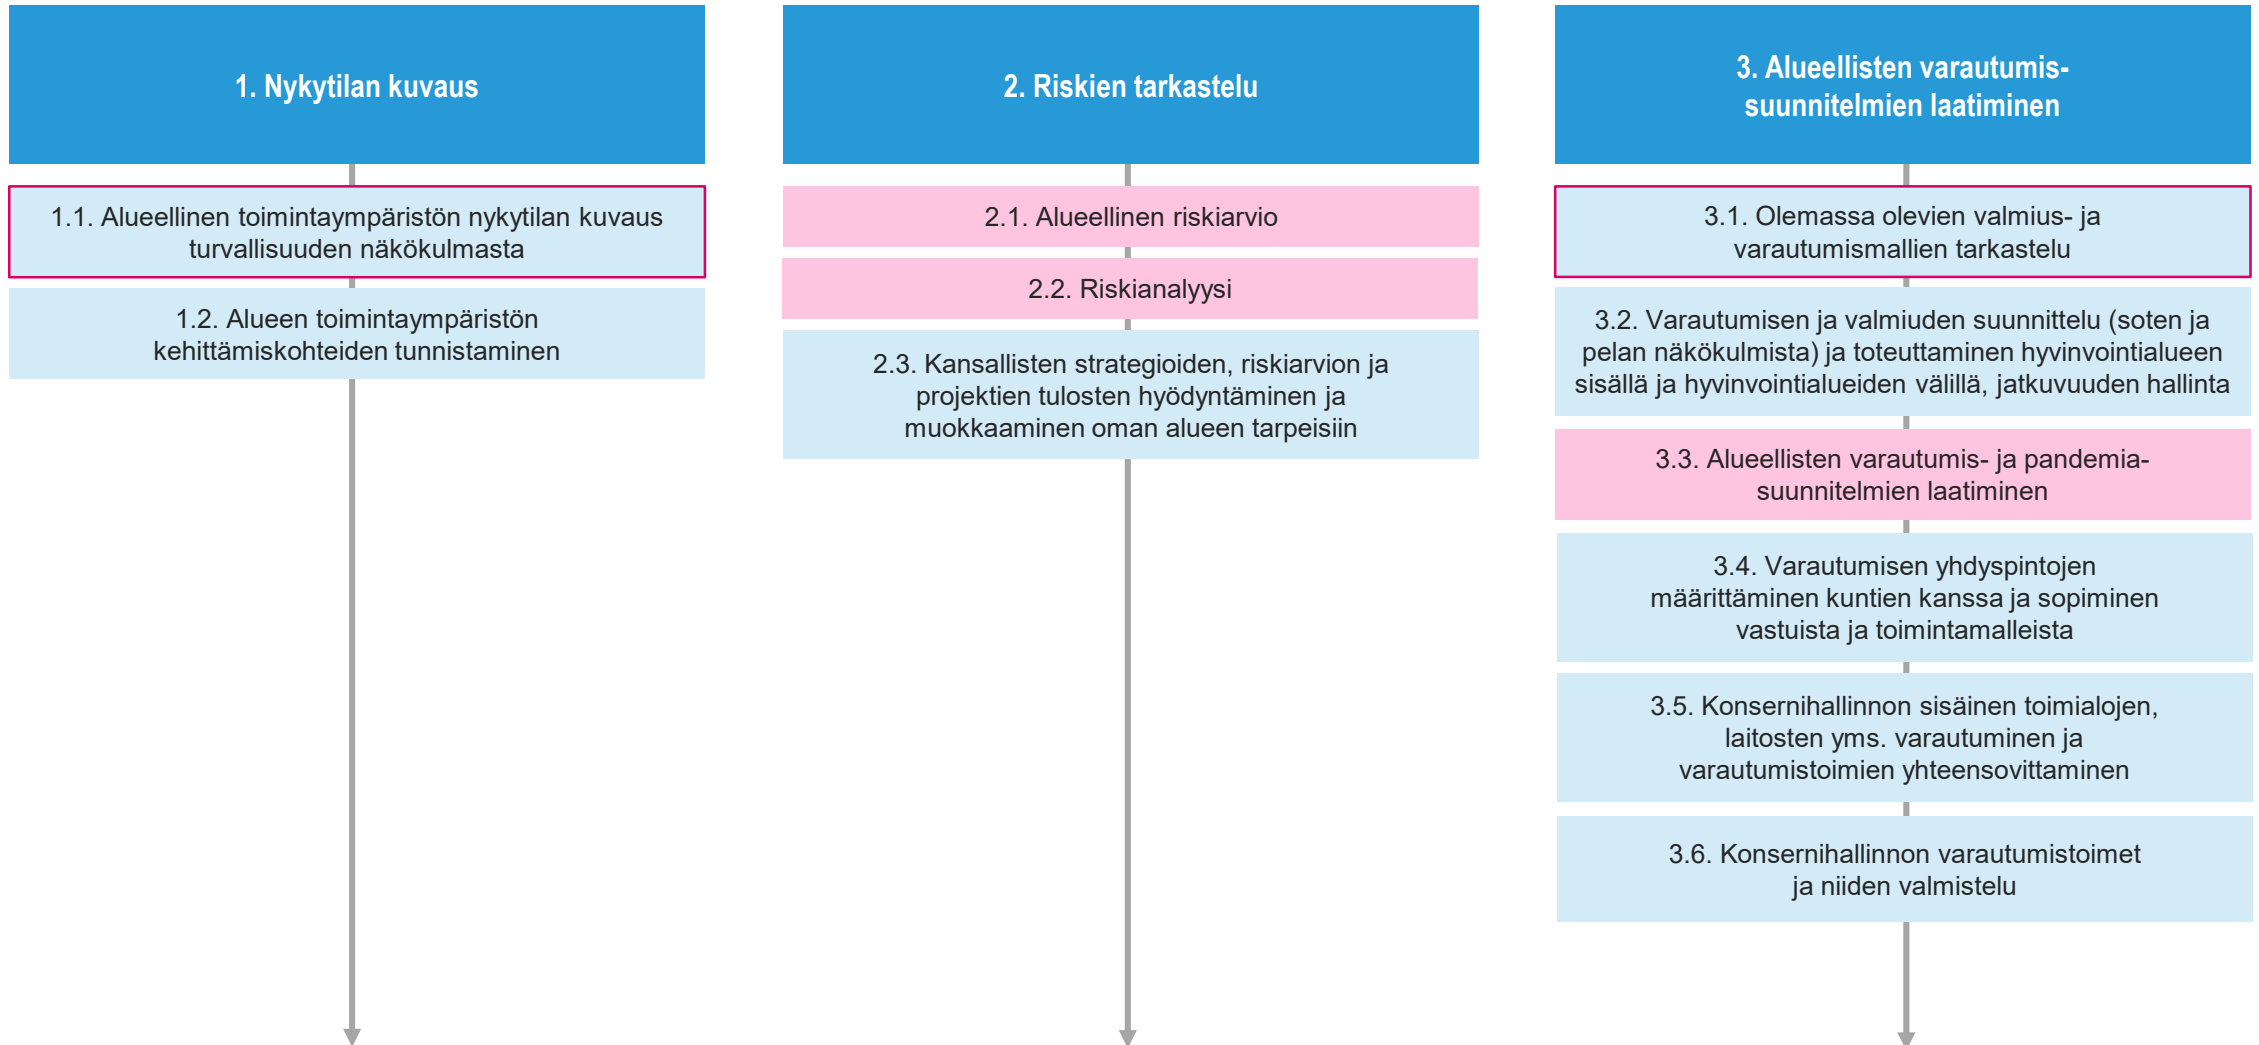 1. Nykytilan kuvaus
1.1. Alueellinen toimintaympäristön nykytilan kuvaus
turvallisuuden näkökulmasta
1.2. Alueen toimintaympäristön
kehittämiskohteiden tunnistaminen
2. Riskien tarkastelu
2.1. Alueellinen riskiarvio
2.2. Riskianalyysi
2.3. Kansallisten strategioiden, riskiarvion ja
projektien tulosten hyödyntäminen ja
muokkaaminen oman alueen tarpeisiin
3. Alueellisten varautumis-
suunnitelmien laatiminen
3.1. Olemassa olevien valmius- ja
varautumismallien tarkastelu
3.2. Varautumisen ja valmiuden suunnittelu (soten ja
pelan näkökulmista) ja toteuttaminen hyvinvointialueen
sisällä ja hyvinvointialueiden välillä, jatkuvuuden hallinta
3.3. Alueellisten varautumis- ja pandemia-
suunnitelmien laatiminen
3.4. Varautumisen yhdyspintojen
määrittäminen kuntien kanssa ja sopiminen
vastuista ja toimintamalleista
3.5. Konsernihallinnon sisäinen toimialojen,
laitosten yms. varautuminen ja
varautumistoimien yhteensovittaminen
3.6. Konsernihallinnon varautumistoimet
ja niiden valmistelu